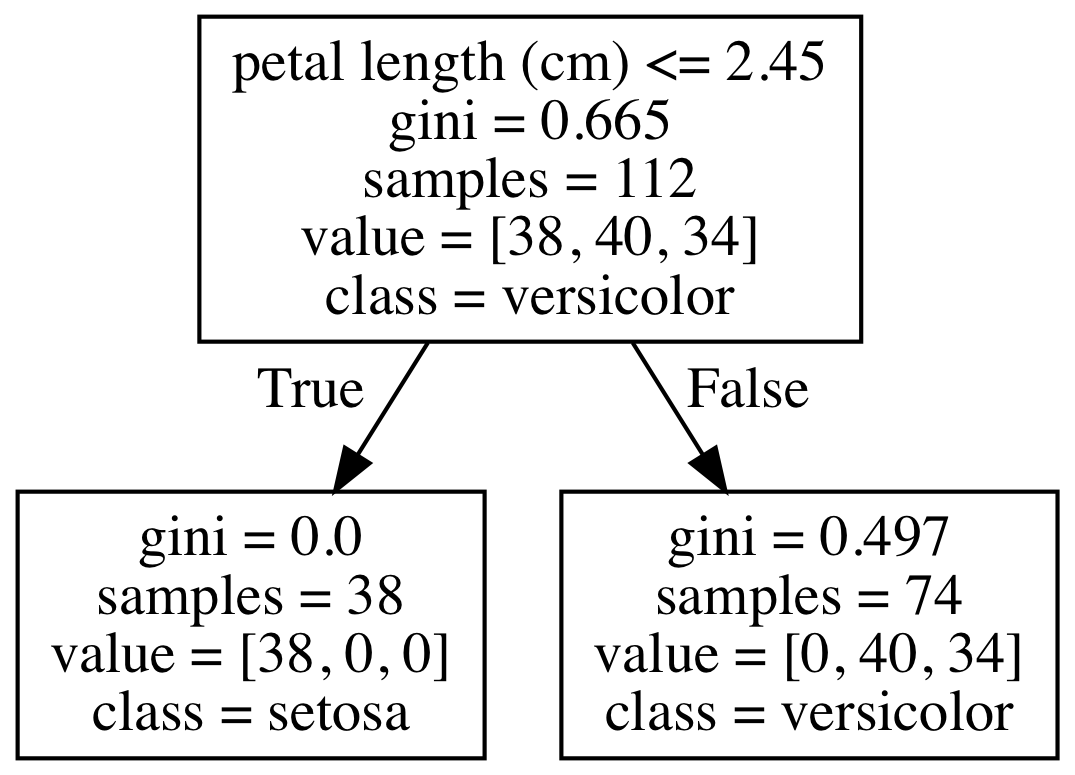 petal length (cm) <= 2.45
gini = 0.665
samples = 112
value = [38, 40, 34]
class = versicolor
True
False
gini = 0.0
samples = 38
value = [38, 0, 0]
class = setosa
gini = 0.497
samples = 74
value = [0, 40, 34]
class = versicolor